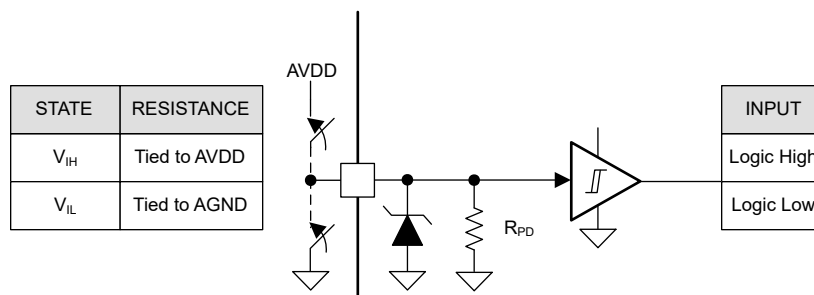 AVDD
STATE RESISTANCE
V_IH Tied to AVDD
V_IL Tied to AGND
R_PD
INPUT
Logic High
Logic Low